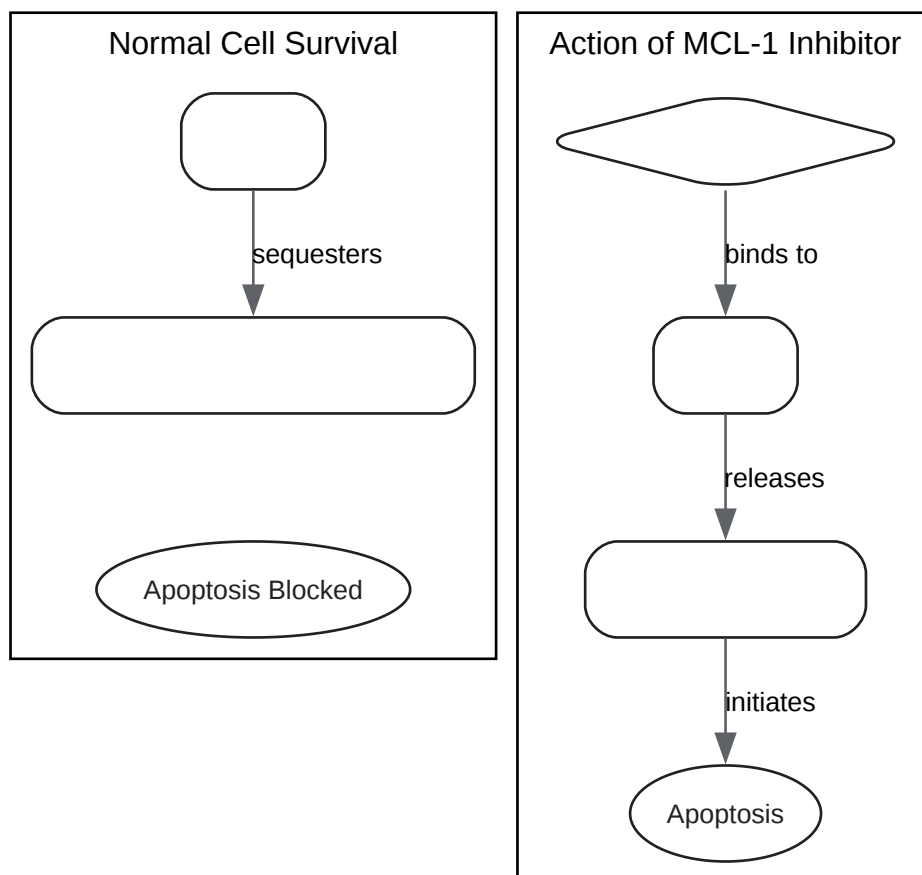 Normal Cell Survival
sequesters
Apoptosis Blocked
Action of MCL-1 Inhibitor
binds to
releases
initiates
Apoptosis